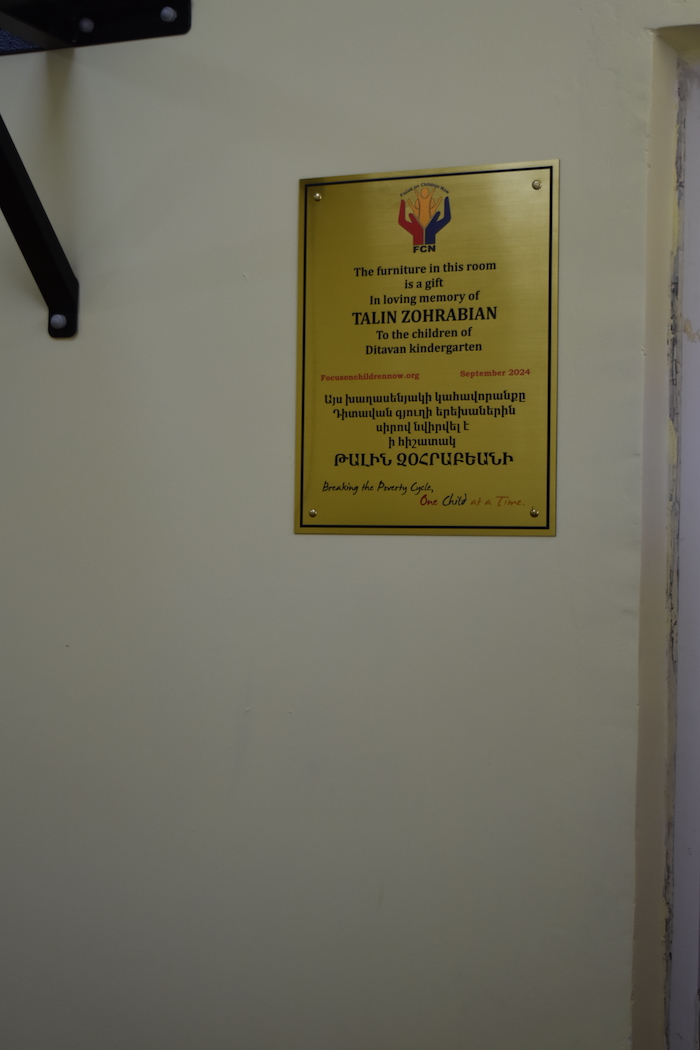 Focus on Children Now
FCN
The furniture in this room
is a gift
In loving memory of
TALIN ZOHRABIAN
To the children of
Ditavan kindergarten
Focusonchildrennow.org September 2024
Այս խաղասենյակի կահավորանքը
Դիտավան գյուղի երեխաներին
սիրով նվիրվել է
ի հիշատակ
ԹԱԼԻՆ ԶՕՀՐԱԲԵԱՆԻ
Breaking the Poverty Cycle,
One Child at a Time.